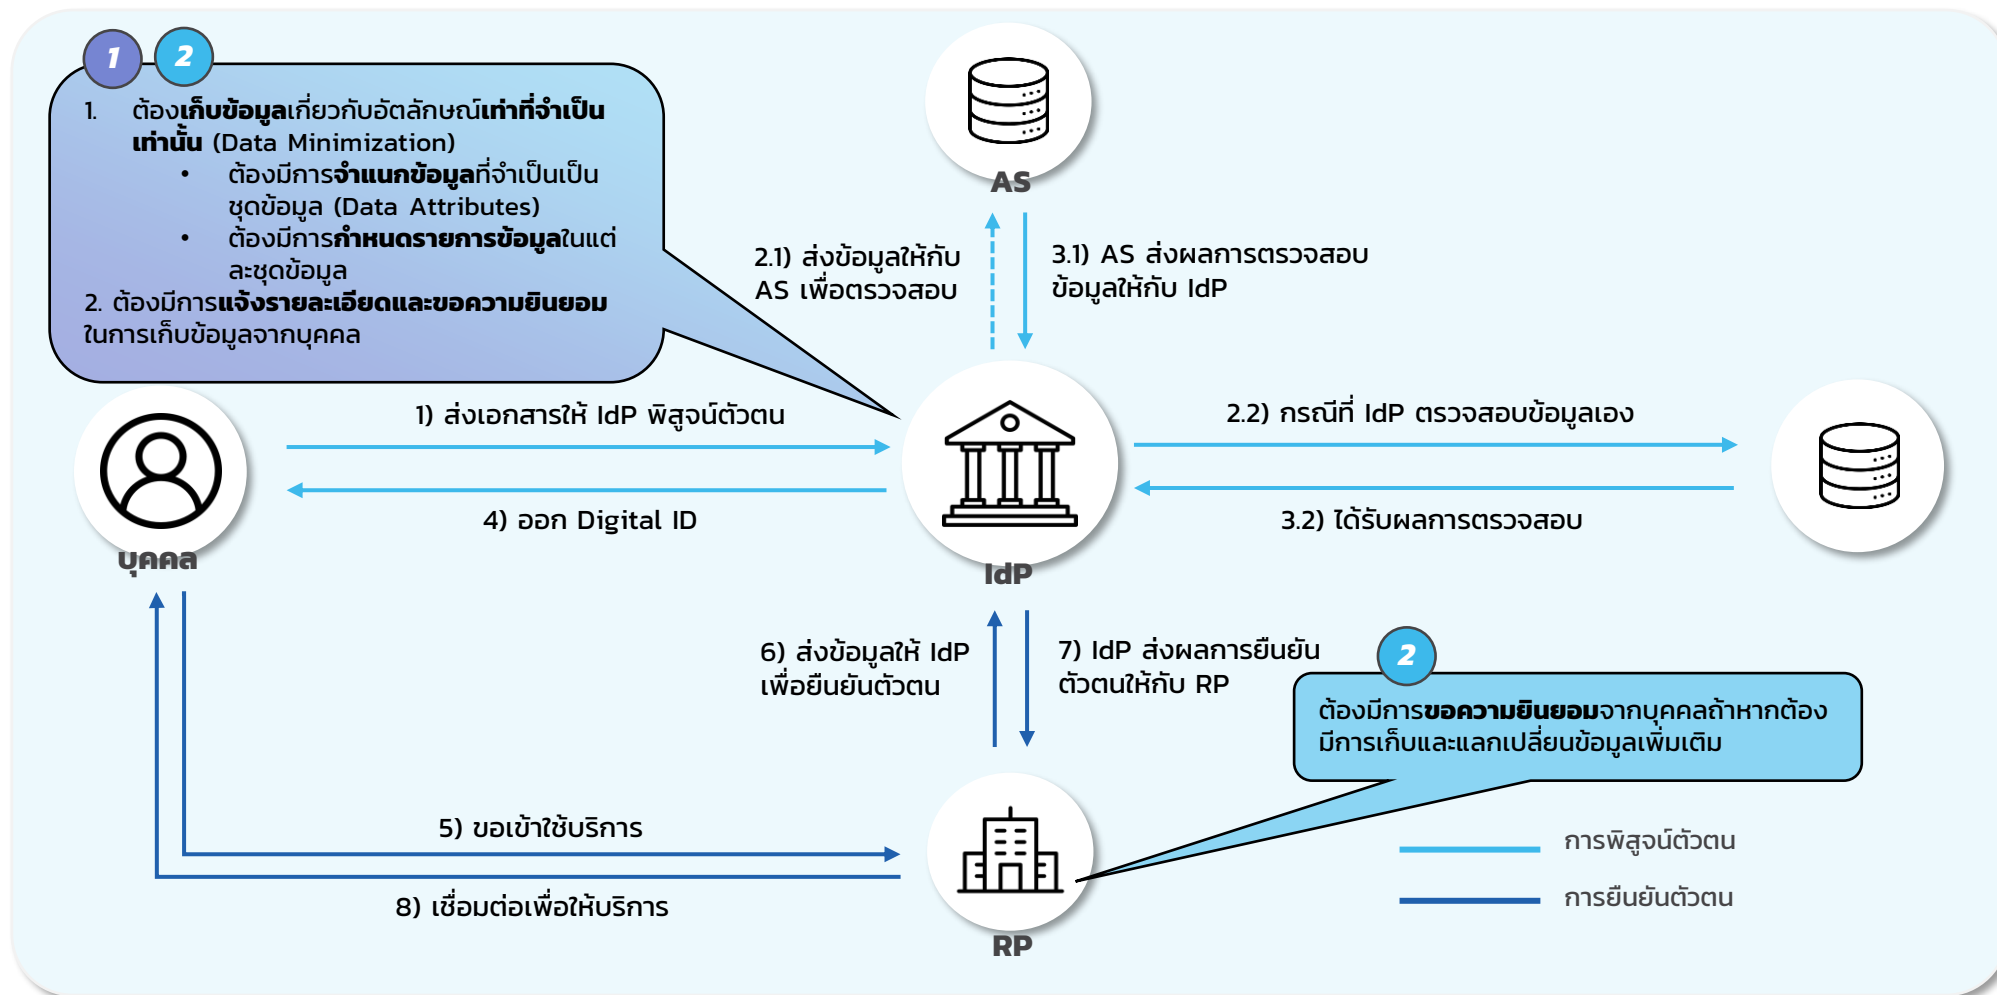 1 2
1. ต้องเก็บข้อมูลเกี่ยวกับอัตลักษณ์เท่าที่จำเป็น
เท่านั้น (Data Minimization)
• ต้องมีการจำแนกข้อมูลที่จำเป็นเป็น
ชุดข้อมูล (Data Attributes)
• ต้องมีการกำหนดรายการข้อมูลในแต่
ละชุดข้อมูล
2. ต้องมีการแจ้งรายละเอียดและขอความยินยอม
ในการเก็บข้อมูลจากบุคคล
AS
2.1) ส่งข้อมูลให้กับ
AS เพื่อตรวจสอบ
3.1) AS ส่งผลการตรวจสอบ
ข้อมูลให้กับ IdP
1) ส่งเอกสารให้ IdP พิสูจน์ตัวตน
2.2) กรณีที่ IdP ตรวจสอบข้อมูลเอง
4) ออก Digital ID
3.2) ได้รับผลการตรวจสอบ
บุคคล
IdP
6) ส่งข้อมูลให้ IdP
เพื่อยืนยันตัวตน
7) IdP ส่งผลการยืนยัน
ตัวตนให้กับ RP
2
ต้องมีการขอความยินยอมจากบุคคลถ้าหากต้อง
มีการเก็บและแลกเปลี่ยนข้อมูลเพิ่มเติม
5) ขอเข้าใช้บริการ
8) เชื่อมต่อเพื่อให้บริการ
RP
การพิสูจน์ตัวตน
การยืนยันตัวตน